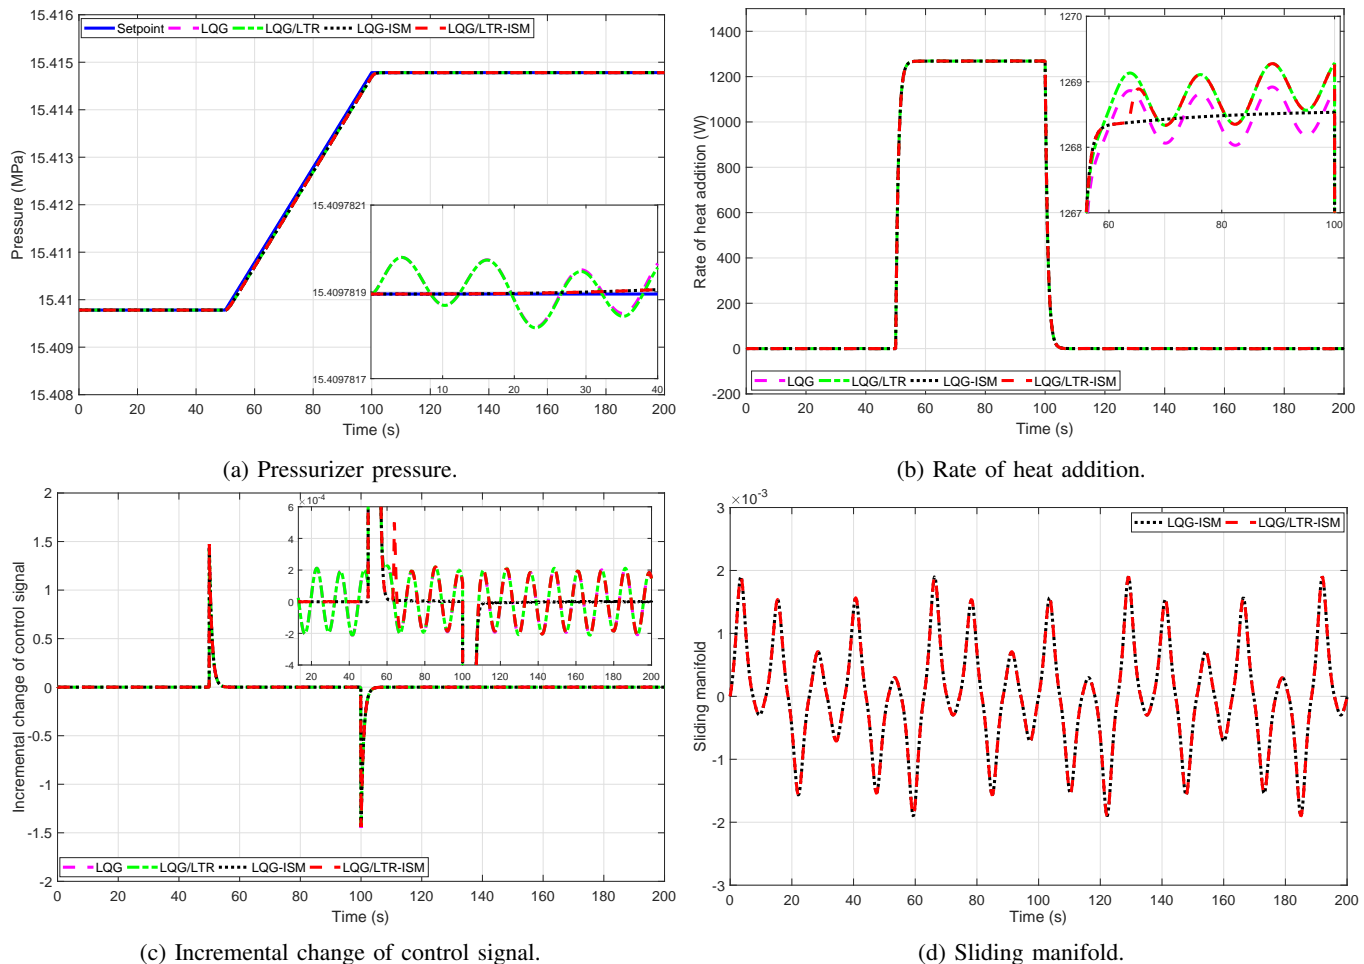 15.416
15.415
15.414
15.413
15.412
15.411
15.41
15.409
15.408
Pressure (MPa)
Setpoint LQG LQG/LTR LQG-ISM LQG/LTR-ISM
15.4097821
15.4097819
15.4097817
10 20 30 40
0 20 40 60 80 100 120 140 160 180 200
Time (s)
(a) Pressurizer pressure.
1400
1200
1000
800
600
400
200
0
-200
Rate of heat addition (W)
1270
1269
1268
1267
60 80 100
LQG LQG/LTR LQG-ISM LQG/LTR-ISM
0 20 40 60 80 100 120 140 160 180 200
Time (s)
(b) Rate of heat addition.
2
1.5
1
0.5
0
-0.5
-1
-1.5
-2
Incremental change of control signal
×10-4
6
4
2
0
-2
-4
20 40 60 80 100 120 140 160 180 200
LQG LQG/LTR LQG-ISM LQG/LTR-ISM
0 20 40 60 80 100 120 140 160 180 200
Time (s)
(c) Incremental change of control signal.
×10-3
3
2
1
0
-1
-2
-3
Sliding manifold
LQG-ISM LQG/LTR-ISM
0 20 40 60 80 100 120 140 160 180 200
Time (s)
(d) Sliding manifold.